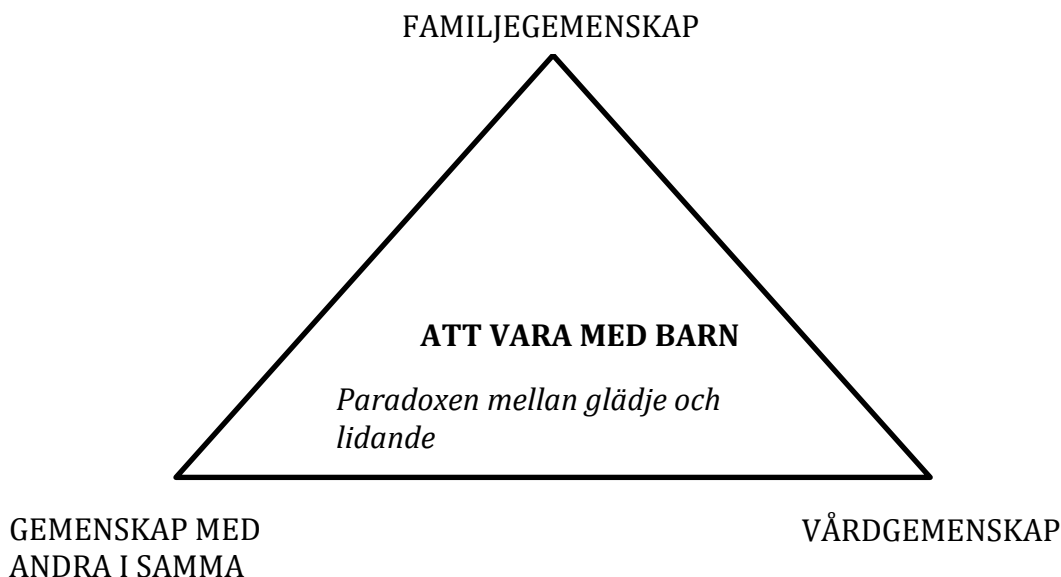 FAMILJEGEMENSKAP
ATT VARA MED BARN
Paradoxen mellan glädje och
lidande
GEMENSKAP MED
ANDRA I SAMMA
VÅRDGEMENSKAP